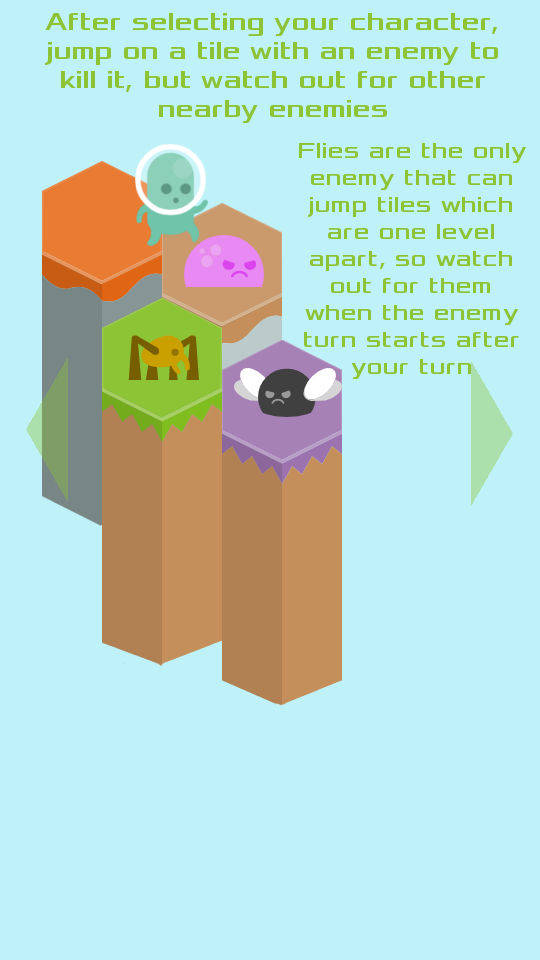 After selecting your character,
jump on a tile with an enemy to
kill it, but watch out for other
nearby enemies
Flies are the only
enemy that can
jump tiles which
are one level
apart, so watch
out for them
when the enemy
turn starts after
your turn